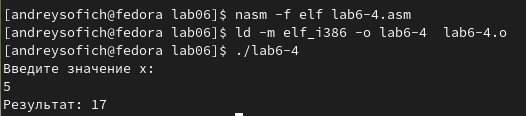 [andreysofich@fedora lab06]$ nasm -f elf lab6-4.asm
[andreysofich@fedora lab06]$ ld -m elf_i386 -o lab6-4  lab6-4.o
[andreysofich@fedora lab06]$ ./lab6-4
Введите значение x:
5
Результат: 17